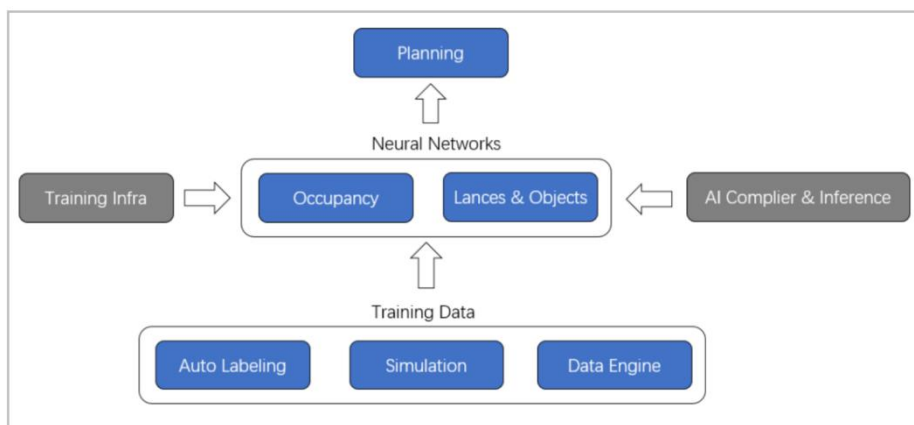 Planning
Neural Networks
Training Infra
Occupancy
Lances & Objects
AI Complier & Inference
Training Data
Auto Labeling
Simulation
Data Engine